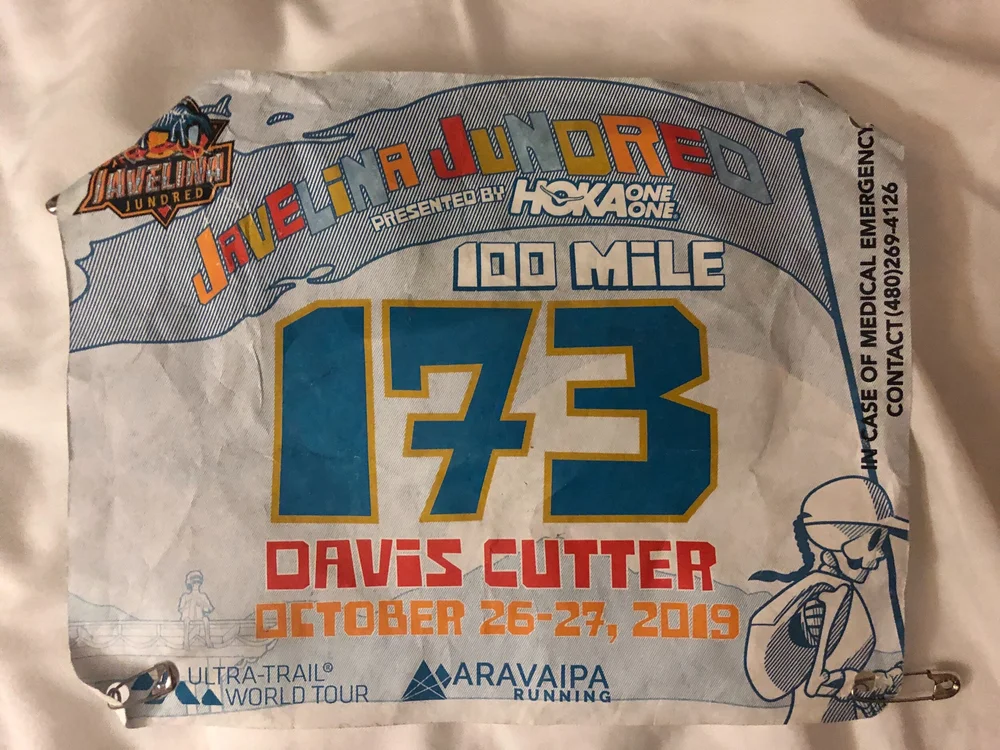 JAVELINA
JUNDRED
JAVELiNA JUNDRED
PRESENTED BY HOKA ONE ONE®
100 MiLE
173
DAViS CUTTER
OCTOBER 26-27, 2019
ULTRA-TRAIL®
WORLD TOUR
ARAVAIPA
RUNNING
IN CASE OF MEDICAL EMERGENCY,
CONTACT (480)269-4126